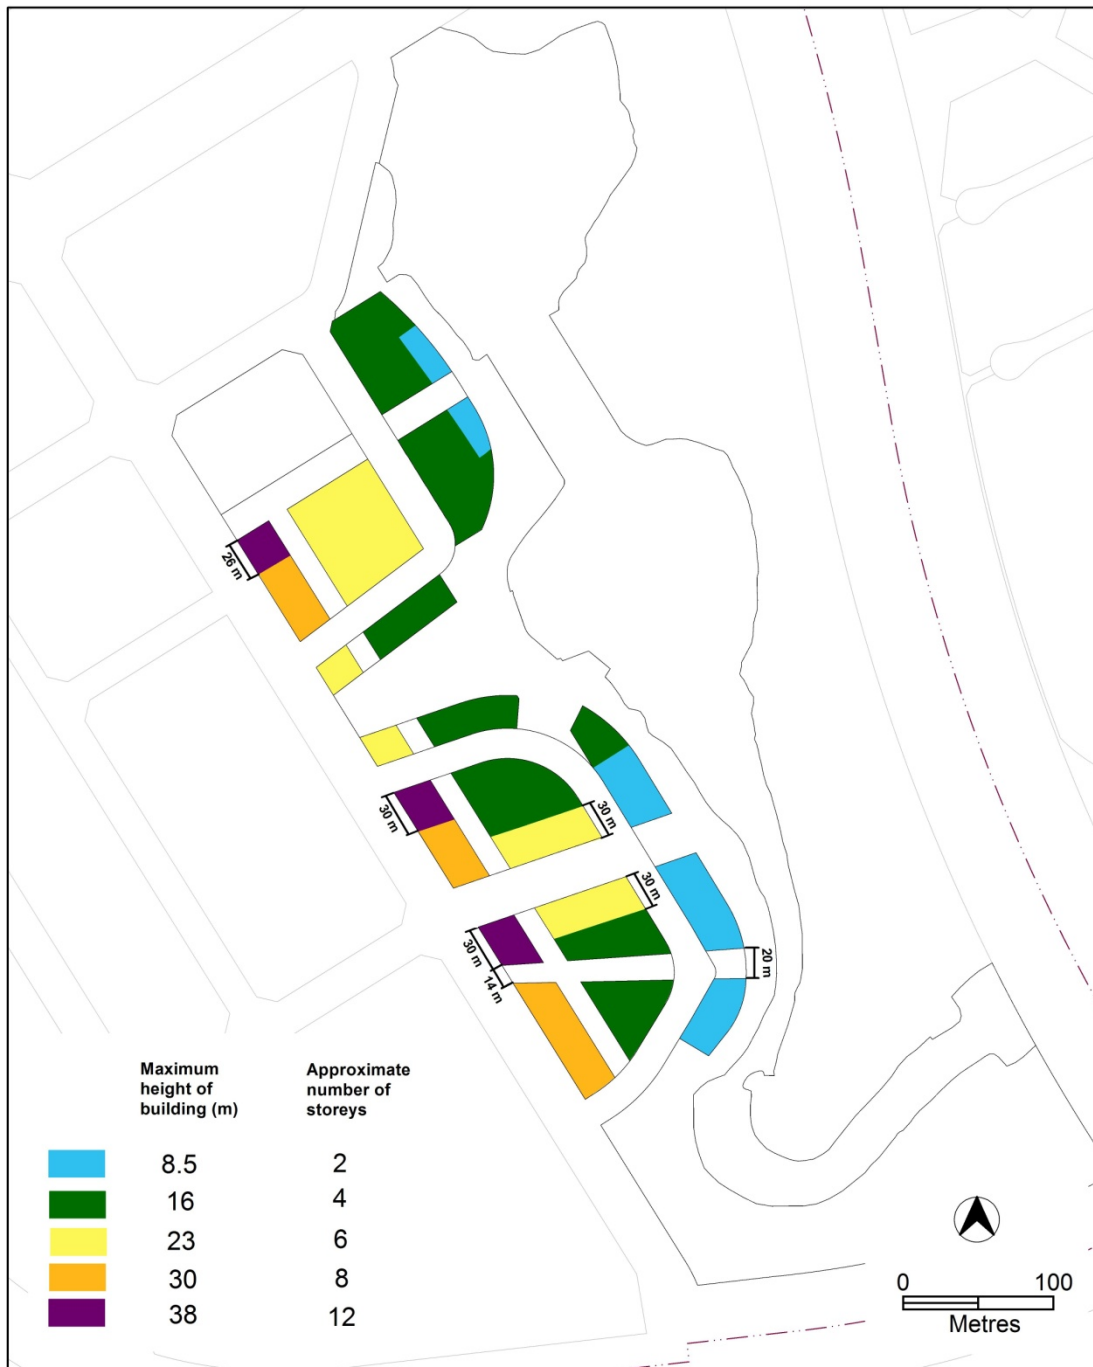 26 m
30 m
30 m
30 m
30 m
14 m
20 m
Maximum height of building (m)
Approximate number of storeys
8.5 2
16 4
23 6
30 8
38 12
0 100
Metres